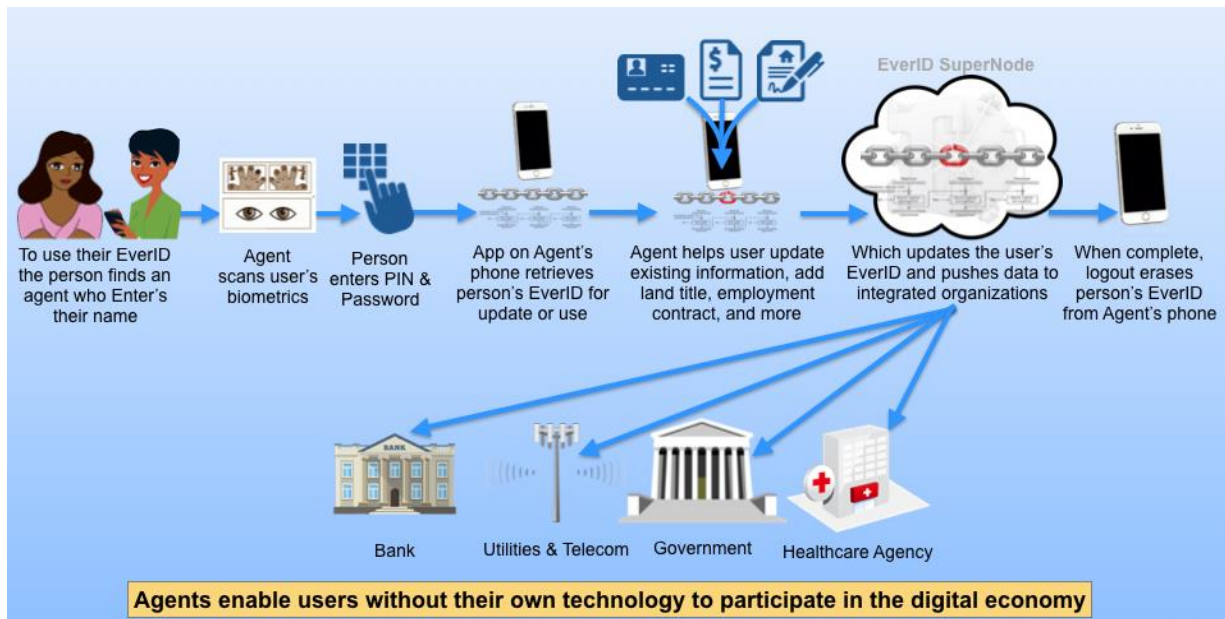 EverID SuperNode
To use their EverID
the person finds an
agent who Enter's
their name
Agent
scans user's
biometrics
Person
enters PIN &
Password
App on Agent's
phone retrieves
person's EverID for
update or use
Agent helps user update
existing information, add
land title, employment
contract, and more
Which updates the user's
EverID and pushes data to
integrated organizations
When complete,
logout erases
person's EverID
from Agent's phone
BANK
Bank
Utilities & Telecom
Government
Healthcare Agency
Agents enable users without their own technology to participate in the digital economy